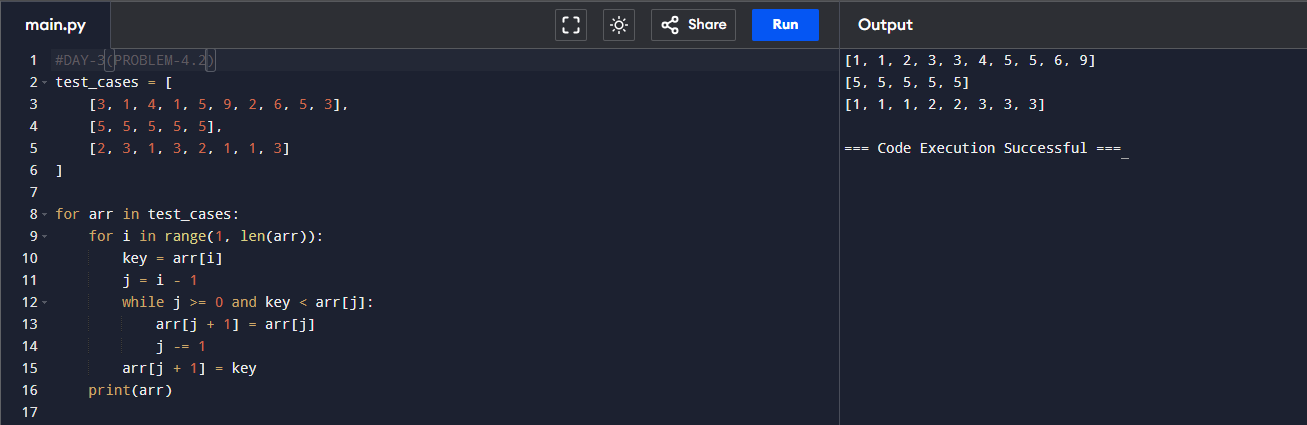 main.py
Share
Run
Output
1 #DAY-3(PROBLEM-4.2)
2 test_cases = [
3     [3, 1, 4, 1, 5, 9, 2, 6, 5, 3],
4     [5, 5, 5, 5, 5],
5     [2, 3, 1, 3, 2, 1, 1, 3]
6 ]
7
8 for arr in test_cases:
9     for i in range(1, len(arr)):
10         key = arr[i]
11         j = i - 1
12         while j >= 0 and key < arr[j]:
13             arr[j + 1] = arr[j]
14             j -= 1
15         arr[j + 1] = key
16     print(arr)
17
[1, 1, 2, 3, 3, 4, 5, 5, 6, 9]
[5, 5, 5, 5, 5]
[1, 1, 1, 2, 2, 3, 3, 3]
=== Code Execution Successful ===_